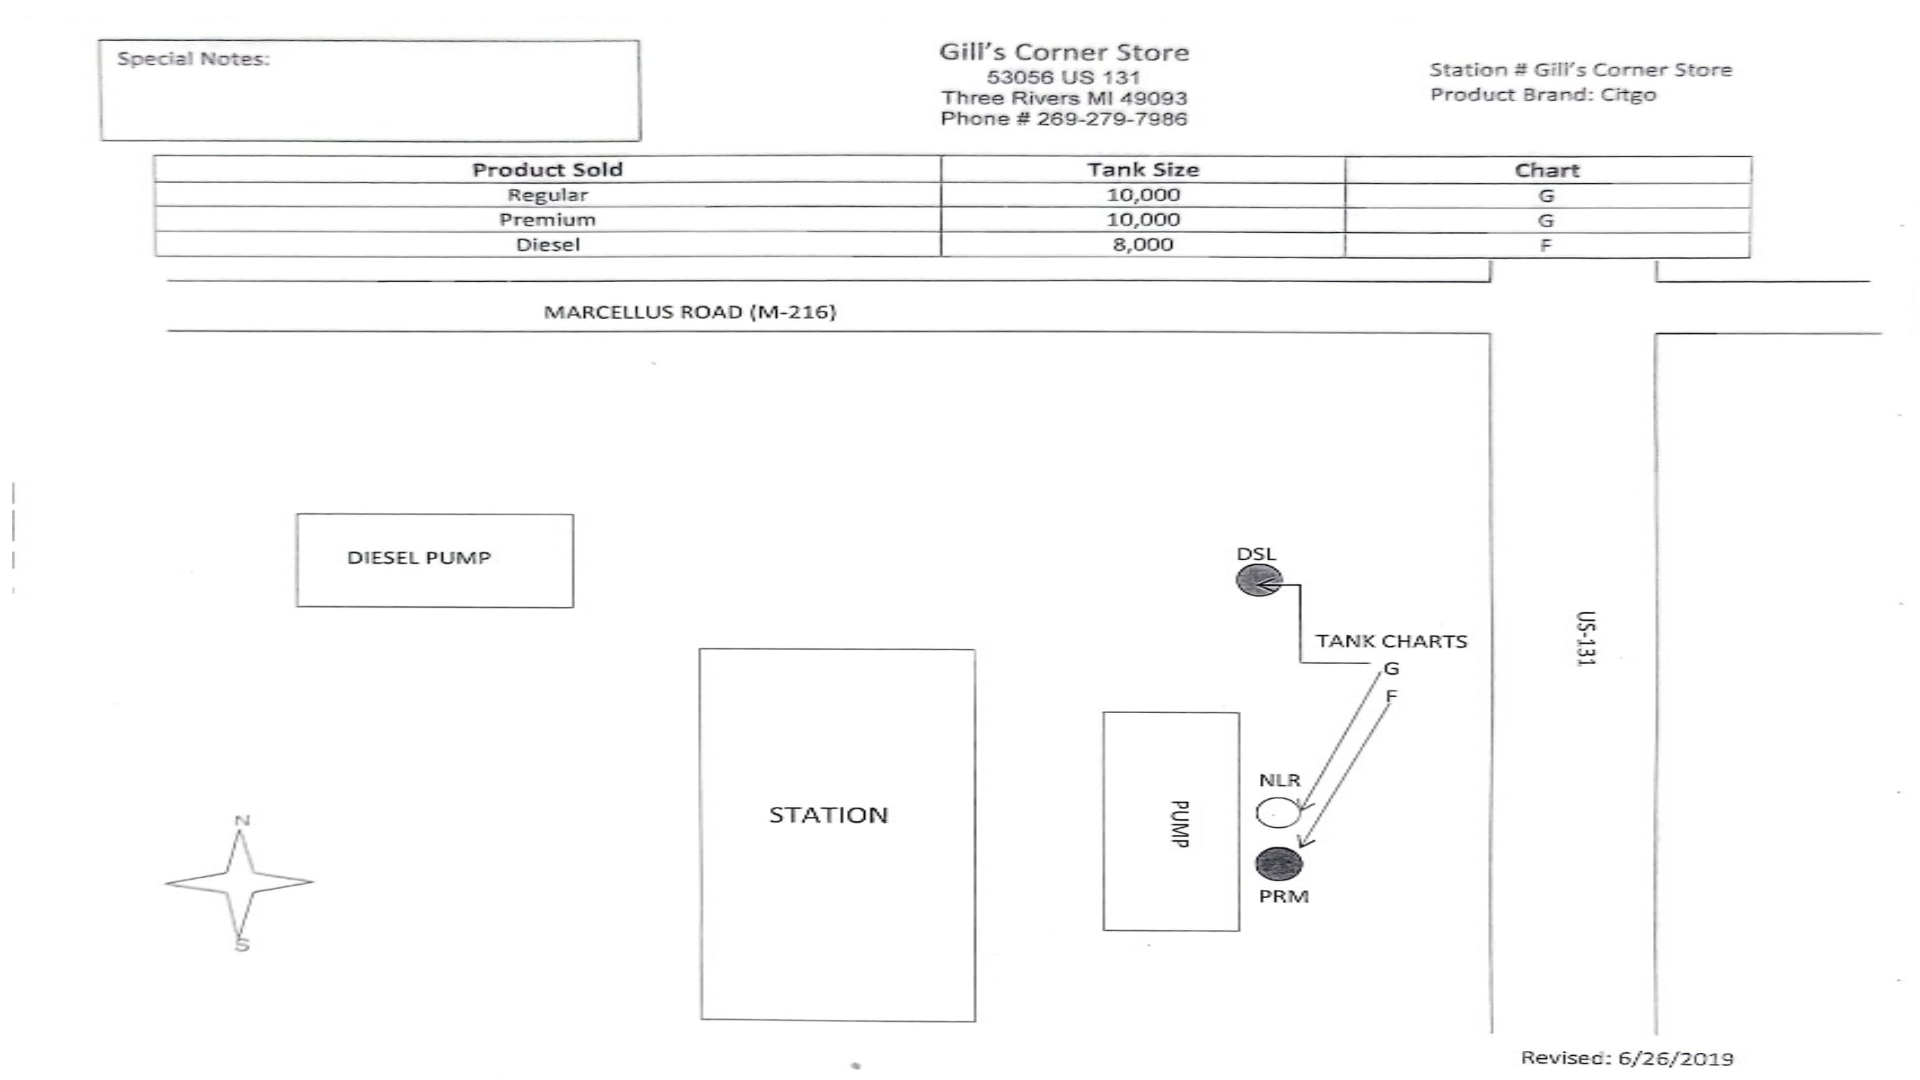 Special Notes:
Gill's Corner Store
53056 US 131
Three Rivers MI 49093
Phone # 269-279-7986
Station # Gill's Corner Store
Product Brand: Citgo
Product Sold Tank Size Chart
Regular 10,000 G
Premium 10,000 G
Diesel 8,000 F
MARCELLUS ROAD (M-216)
DIESEL PUMP
DSL
TANK CHARTS
G
F
US-131
STATION
PUMP
NLR
PRM
N
S
Revised: 6/26/2019